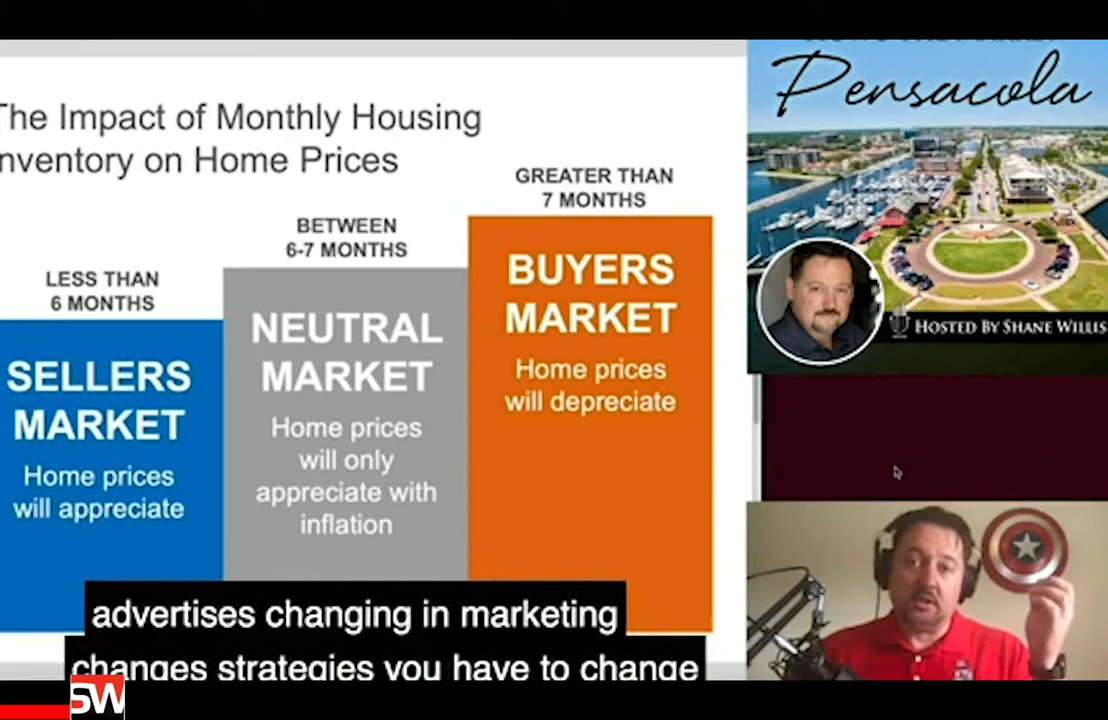 The Impact of Monthly Housing
Inventory on Home Prices
LESS THAN
6 MONTHS
SELLERS
MARKET
Home prices
will appreciate
BETWEEN
6-7 MONTHS
NEUTRAL
MARKET
Home prices
will only
appreciate with
inflation
GREATER THAN
7 MONTHS
BUYERS
MARKET
Home prices
will depreciate
Pensacola
HOSTED BY SHANE WILLIS
advertises changing in marketing
changes strategies you have to change
SW